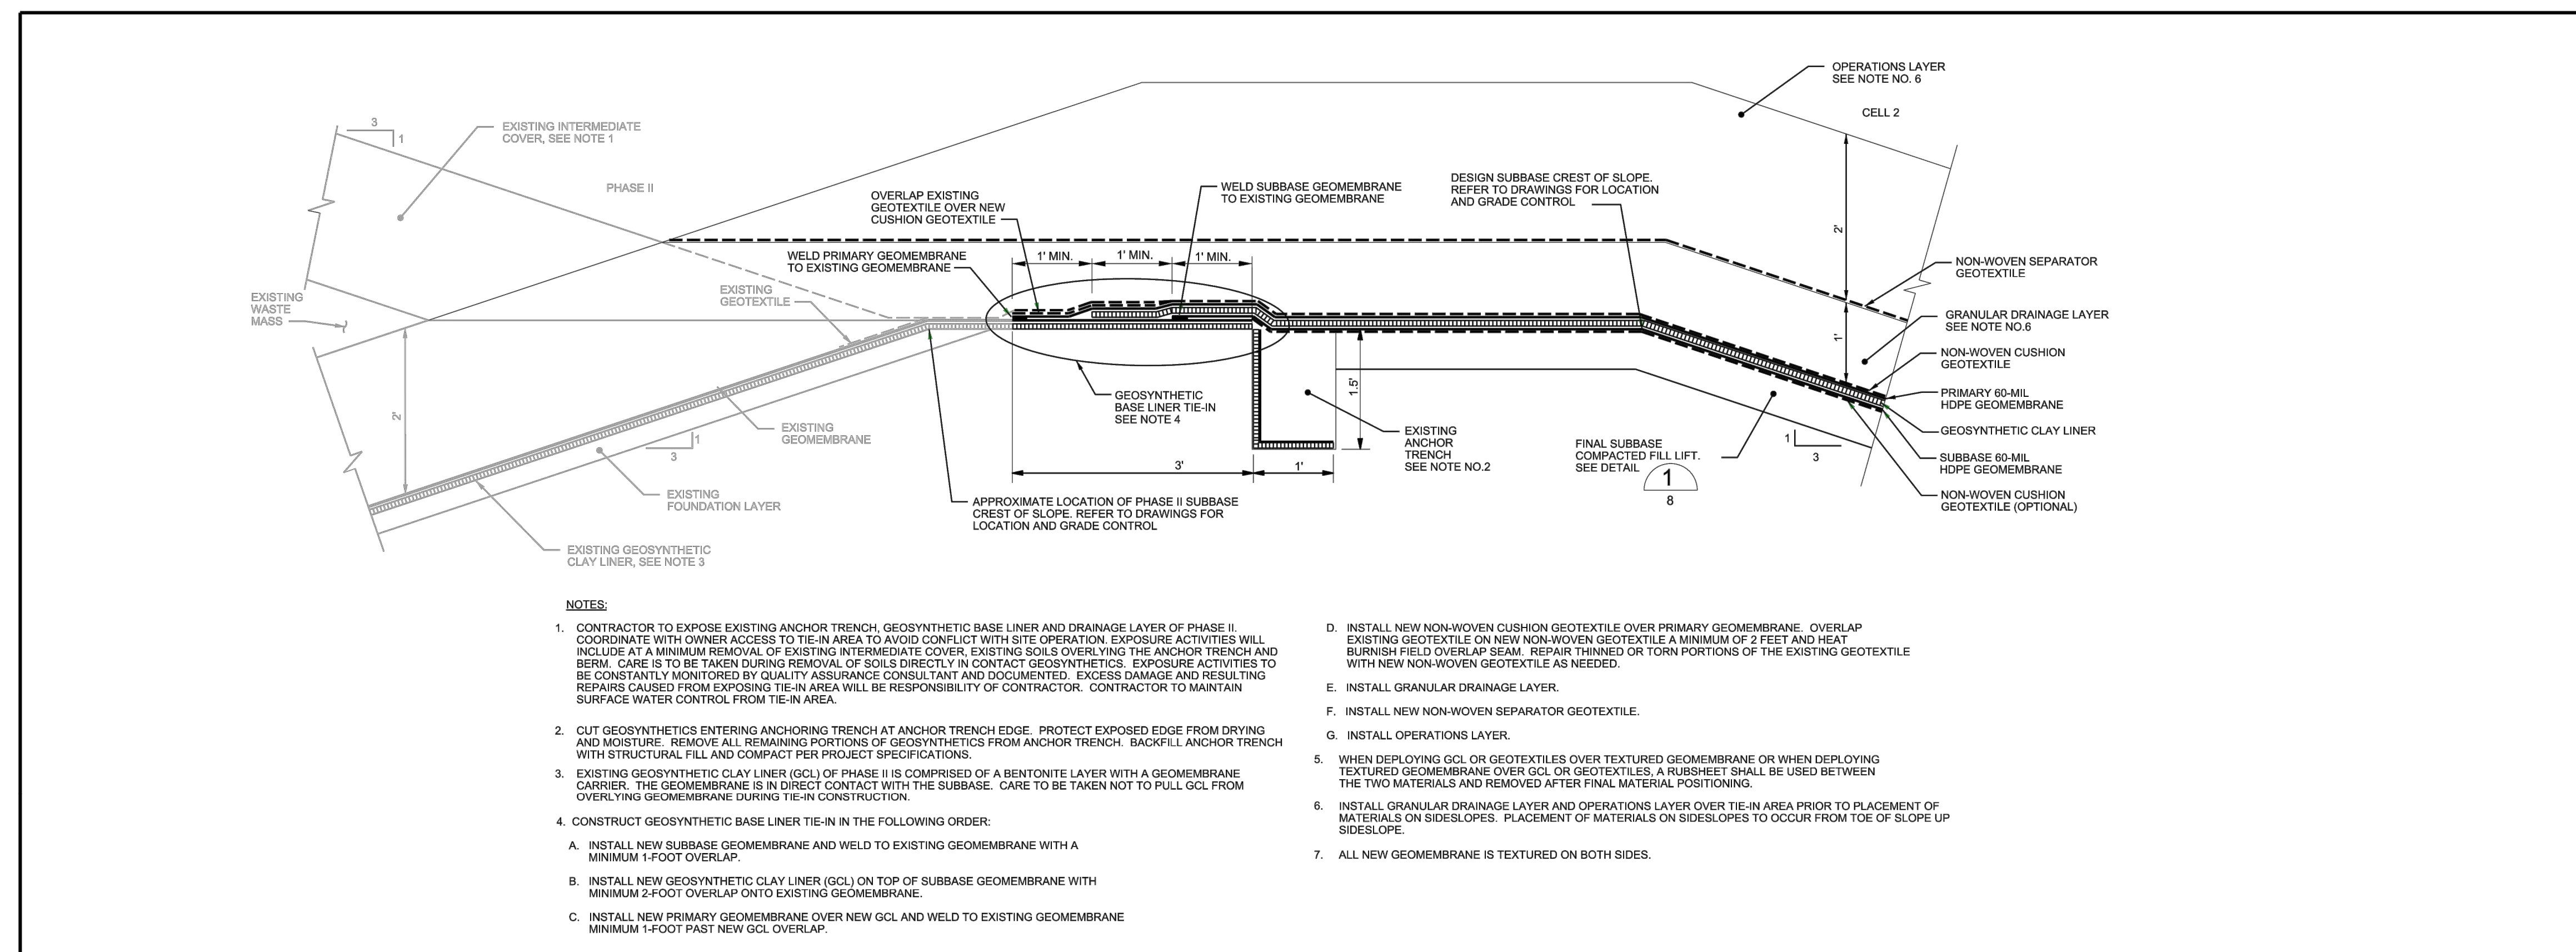 OPERATIONS LAYER
SEE NOTE NO. 6
CELL 2
3
1
EXISTING INTERMEDIATE
COVER, SEE NOTE 1
PHASE II
OVERLAP EXISTING
GEOTEXTILE OVER NEW
CUSHION GEOTEXTILE
WELD SUBBASE GEOMEMBRANE
TO EXISTING GEOMEMBRANE
DESIGN SUBBASE CREST OF SLOPE.
REFER TO DRAWINGS FOR LOCATION
AND GRADE CONTROL
2'
WELD PRIMARY GEOMEMBRANE
TO EXISTING GEOMEMBRANE
1' MIN.
1' MIN.
1' MIN.
NON-WOVEN SEPARATOR
GEOTEXTILE
EXISTING
GEOTEXTILE
EXISTING
WASTE
MASS
GRANULAR DRAINAGE LAYER
SEE NOTE NO.6
1'
NON-WOVEN CUSHION
GEOTEXTILE
1.5'
PRIMARY 60-MIL
HDPE GEOMEMBRANE
GEOSYNTHETIC
BASE LINER TIE-IN
SEE NOTE 4
2'
EXISTING
GEOMEMBRANE
1
3
EXISTING
ANCHOR
TRENCH
SEE NOTE NO.2
FINAL SUBBASE
COMPACTED FILL LIFT.
SEE DETAIL
1
8
1
3
GEOSYNTHETIC CLAY LINER
SUBBASE 60-MIL
HDPE GEOMEMBRANE
3'
1'
EXISTING
FOUNDATION LAYER
APPROXIMATE LOCATION OF PHASE II SUBBASE
CREST OF SLOPE. REFER TO DRAWINGS FOR
LOCATION AND GRADE CONTROL
NON-WOVEN CUSHION
GEOTEXTILE (OPTIONAL)
EXISTING GEOSYNTHETIC
CLAY LINER, SEE NOTE 3
NOTES:
1. CONTRACTOR TO EXPOSE EXISTING ANCHOR TRENCH, GEOSYNTHETIC BASE LINER AND DRAINAGE LAYER OF PHASE II.
COORDINATE WITH OWNER ACCESS TO TIE-IN AREA TO AVOID CONFLICT WITH SITE OPERATION. EXPOSURE ACTIVITIES WILL
INCLUDE AT A MINIMUM REMOVAL OF EXISTING INTERMEDIATE COVER, EXISTING SOILS OVERLYING THE ANCHOR TRENCH AND
BERM. CARE IS TO BE TAKEN DURING REMOVAL OF SOILS DIRECTLY IN CONTACT GEOSYNTHETICS. EXPOSURE ACTIVITIES TO
BE CONSTANTLY MONITORED BY QUALITY ASSURANCE CONSULTANT AND DOCUMENTED. EXCESS DAMAGE AND RESULTING
REPAIRS CAUSED FROM EXPOSING TIE-IN AREA WILL BE RESPONSIBILITY OF CONTRACTOR. CONTRACTOR TO MAINTAIN
SURFACE WATER CONTROL FROM TIE-IN AREA.
2. CUT GEOSYNTHETICS ENTERING ANCHORING TRENCH AT ANCHOR TRENCH EDGE. PROTECT EXPOSED EDGE FROM DRYING
AND MOISTURE. REMOVE ALL REMAINING PORTIONS OF GEOSYNTHETICS FROM ANCHOR TRENCH. BACKFILL ANCHOR TRENCH
WITH STRUCTURAL FILL AND COMPACT PER PROJECT SPECIFICATIONS.
3. EXISTING GEOSYNTHETIC CLAY LINER (GCL) OF PHASE II IS COMPRISED OF A BENTONITE LAYER WITH A GEOMEMBRANE
CARRIER. THE GEOMEMBRANE IS IN DIRECT CONTACT WITH THE SUBBASE. CARE TO BE TAKEN NOT TO PULL GCL FROM
OVERLYING GEOMEMBRANE DURING TIE-IN CONSTRUCTION.
4. CONSTRUCT GEOSYNTHETIC BASE LINER TIE-IN IN THE FOLLOWING ORDER:
A. INSTALL NEW SUBBASE GEOMEMBRANE AND WELD TO EXISTING GEOMEMBRANE WITH A
MINIMUM 1-FOOT OVERLAP.
B. INSTALL NEW GEOSYNTHETIC CLAY LINER (GCL) ON TOP OF SUBBASE GEOMEMBRANE WITH
MINIMUM 2-FOOT OVERLAP ONTO EXISTING GEOMEMBRANE.
C. INSTALL NEW PRIMARY GEOMEMBRANE OVER NEW GCL AND WELD TO EXISTING GEOMEMBRANE
MINIMUM 1-FOOT PAST NEW GCL OVERLAP.
D. INSTALL NEW NON-WOVEN CUSHION GEOTEXTILE OVER PRIMARY GEOMEMBRANE. OVERLAP
EXISTING GEOTEXTILE ON NEW NON-WOVEN GEOTEXTILE A MINIMUM OF 2 FEET AND HEAT
BURNISH FIELD OVERLAP SEAM. REPAIR THINNED OR TORN PORTIONS OF THE EXISTING GEOTEXTILE
WITH NEW NON-WOVEN GEOTEXTILE AS NEEDED.
E. INSTALL GRANULAR DRAINAGE LAYER.
F. INSTALL NEW NON-WOVEN SEPARATOR GEOTEXTILE.
G. INSTALL OPERATIONS LAYER.
5. WHEN DEPLOYING GCL OR GEOTEXTILES OVER TEXTURED GEOMEMBRANE OR WHEN DEPLOYING
TEXTURED GEOMEMBRANE OVER GCL OR GEOTEXTILES, A RUBSHEET SHALL BE USED BETWEEN
THE TWO MATERIALS AND REMOVED AFTER FINAL MATERIAL POSITIONING.
6. INSTALL GRANULAR DRAINAGE LAYER AND OPERATIONS LAYER OVER TIE-IN AREA PRIOR TO PLACEMENT OF
MATERIALS ON SIDESLOPES. PLACEMENT OF MATERIALS ON SIDESLOPES TO OCCUR FROM TOE OF SLOPE UP
SIDESLOPE.
7. ALL NEW GEOMEMBRANE IS TEXTURED ON BOTH SIDES.